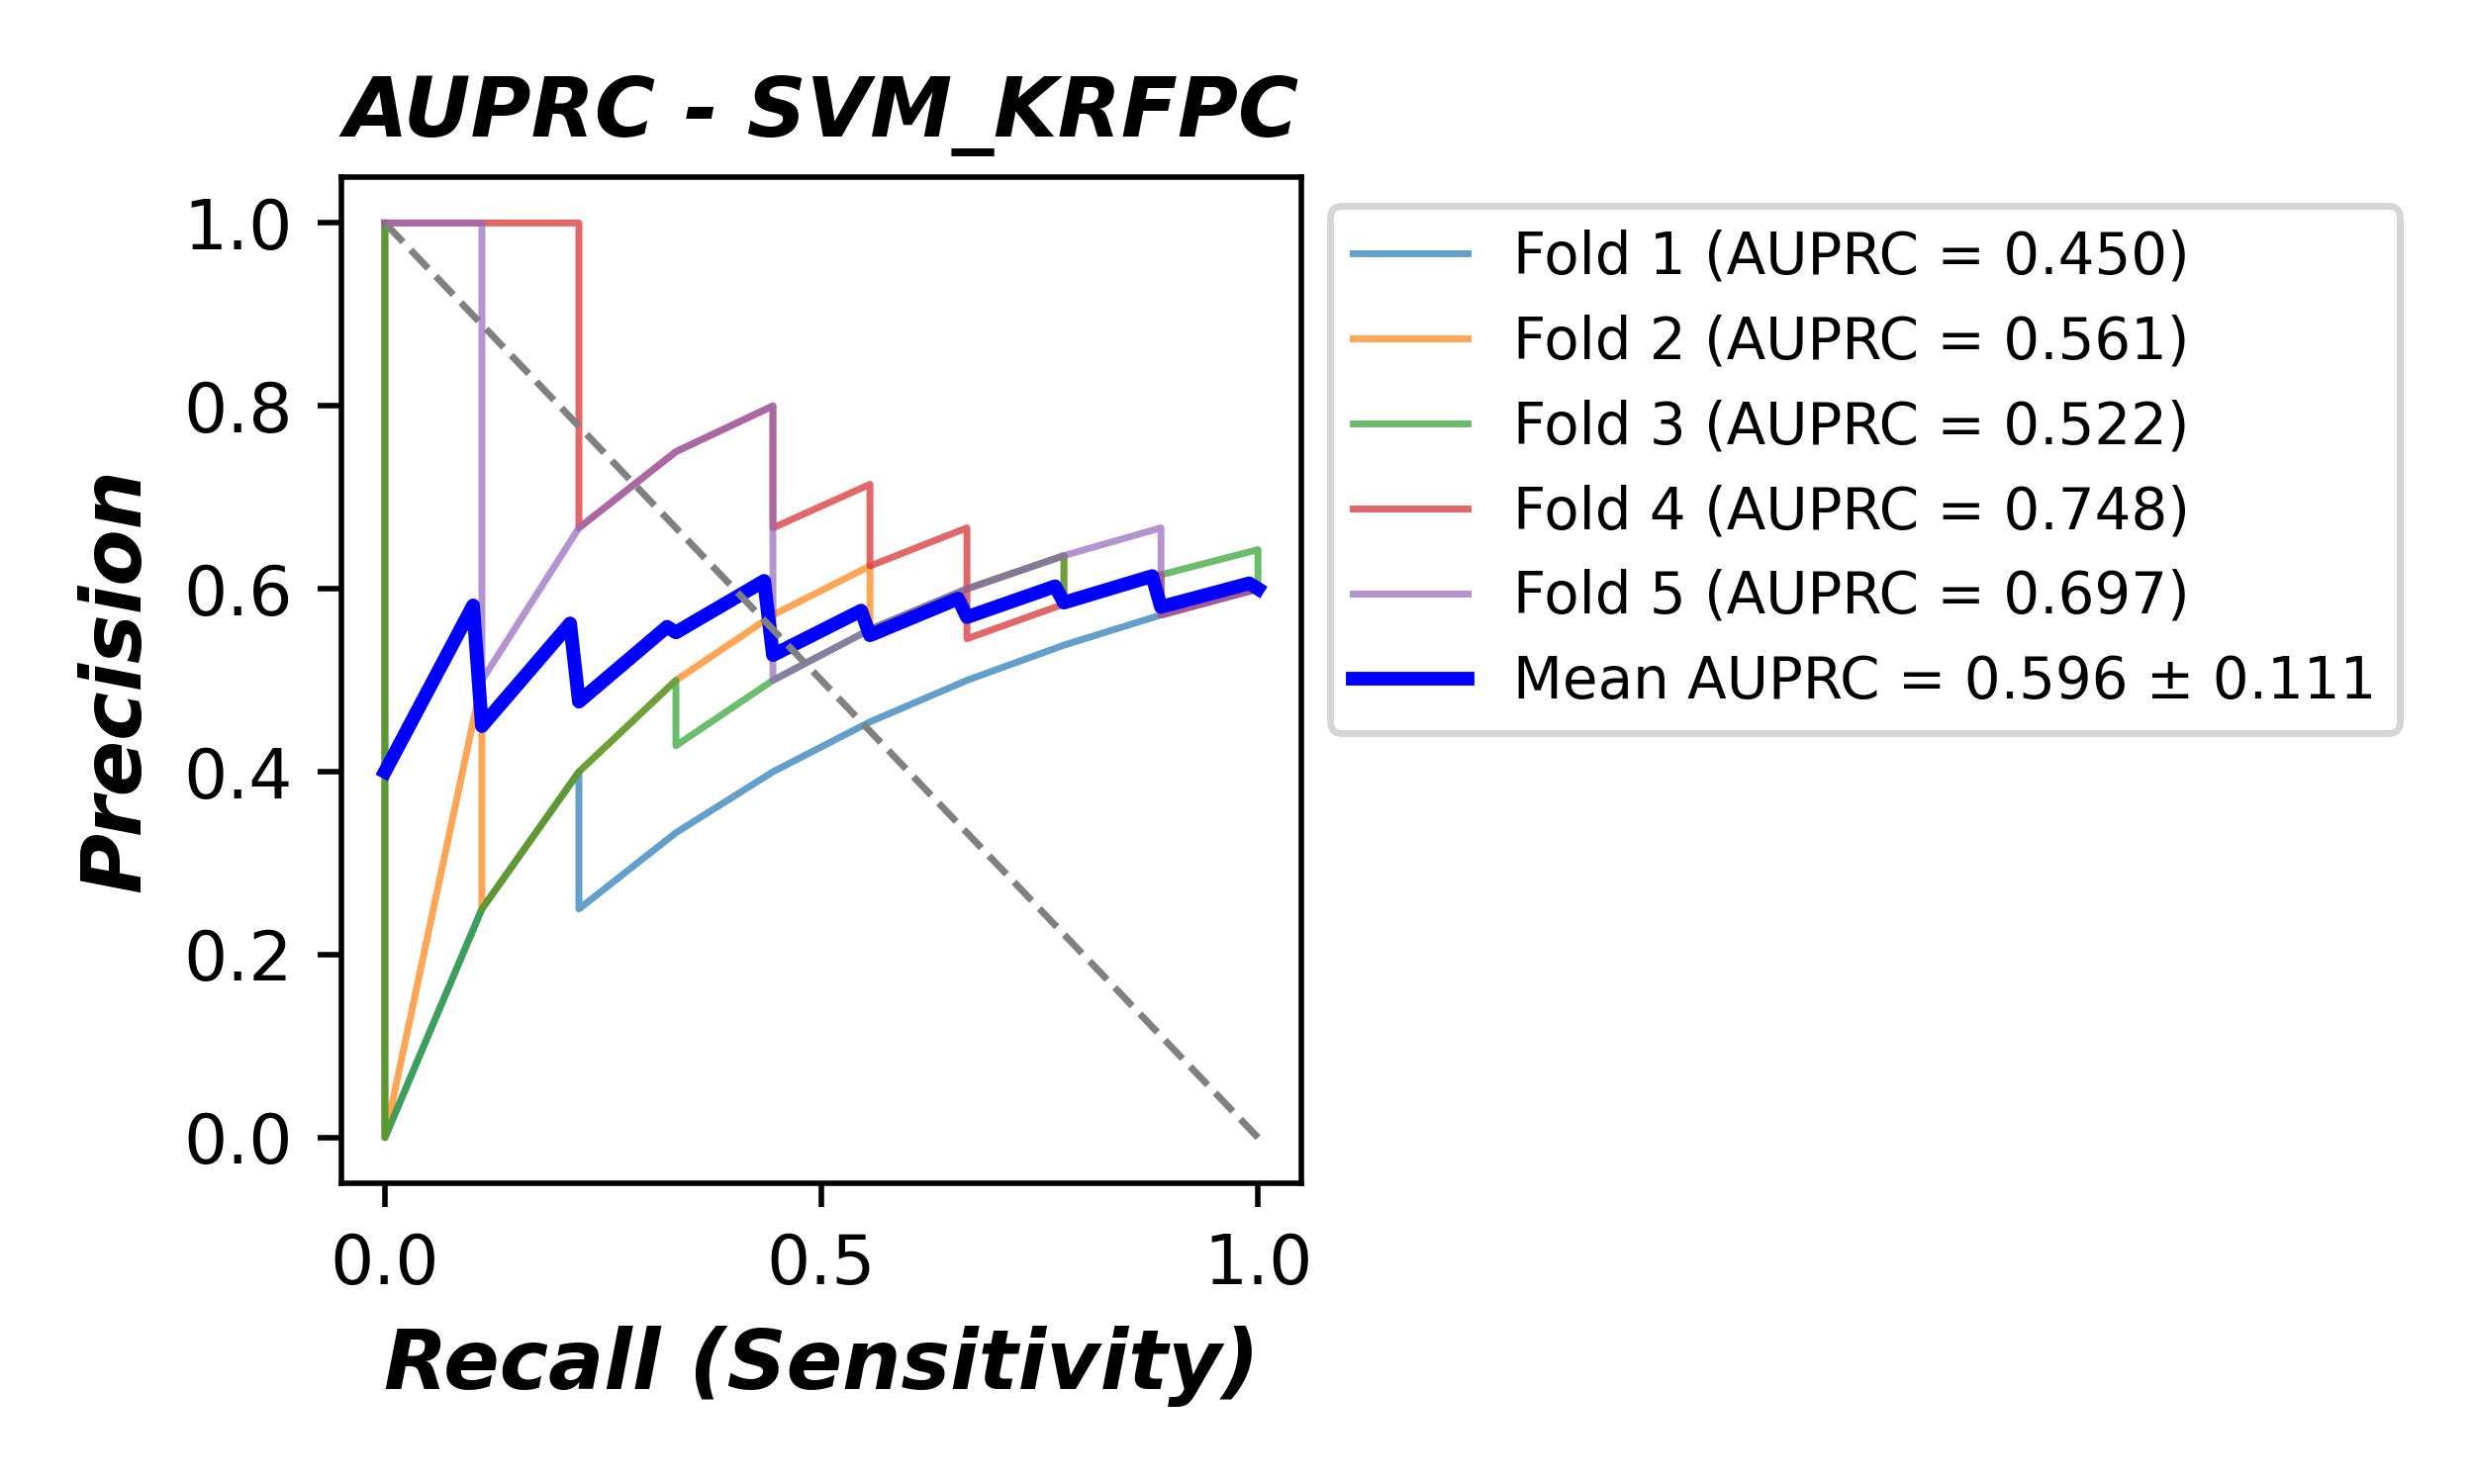 AUPRC - SVM_KRFPC
Precision
1.0
0.8
0.6
0.4
0.2
0.0
0.0 0.5 1.0
Recall (Sensitivity)
Fold 1 (AUPRC = 0.450)
Fold 2 (AUPRC = 0.561)
Fold 3 (AUPRC = 0.522)
Fold 4 (AUPRC = 0.748)
Fold 5 (AUPRC = 0.697)
Mean AUPRC = 0.596 ± 0.111